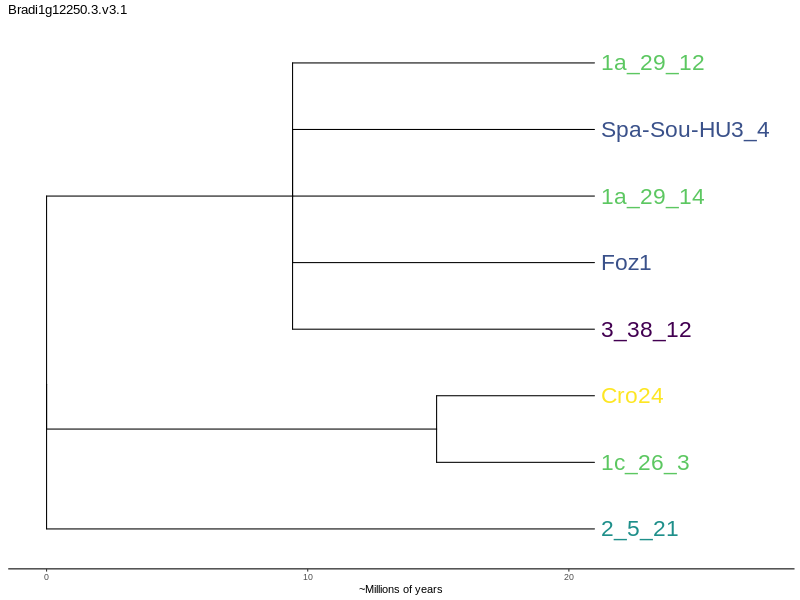 Bradi1g12250.3.v3.1
1a_29_12
Spa-Sou-HU3_4
1a_29_14
Foz1
3_38_12
Cro24
1c_26_3
2_5_21
0 10 20
~Millions of years